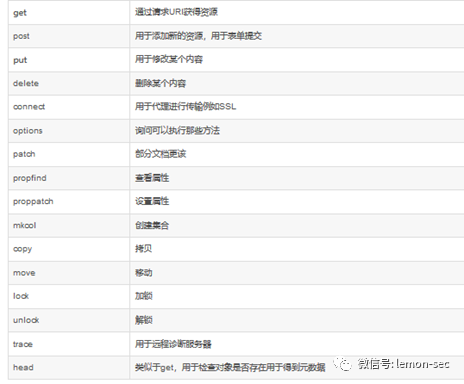 get 通过请求URI获得资源
post 用于添加新的资源，用于表单提交
put 用于修改某个内容
delete 删除某个内容
connect 用于代理进行传输例如SSL
options 询问可以执行那些方法
patch 部分文档更该
propfind 查看属性
proppatch 设置属性
mkcol 创建集合
copy 拷贝
move 移动
lock 加锁
unlock 解锁
trace 用于远程诊断服务器
head 类似于get，用于检查对象是否存在用于得到元数据
微信号:lemon-sec